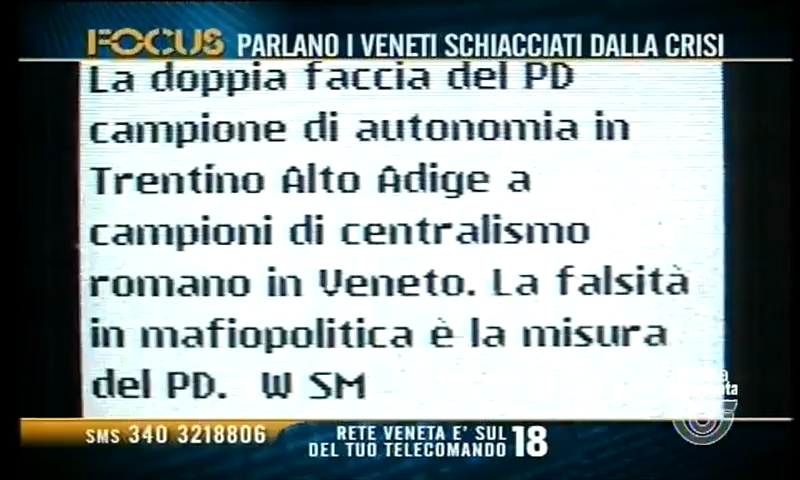 FOCUS PARLANO I VENETI SCHIACCIATI DALLA CRISI
La doppia faccia del PD
campione di autonomia in
Trentino Alto Adige a
campioni di centralismo
romano in Veneto. La falsità
in mafiopolitica è la misura
del PD. W SM
SMS 340 3218806
RETE VENETA E' SUL 18
DEL TUO TELECOMANDO